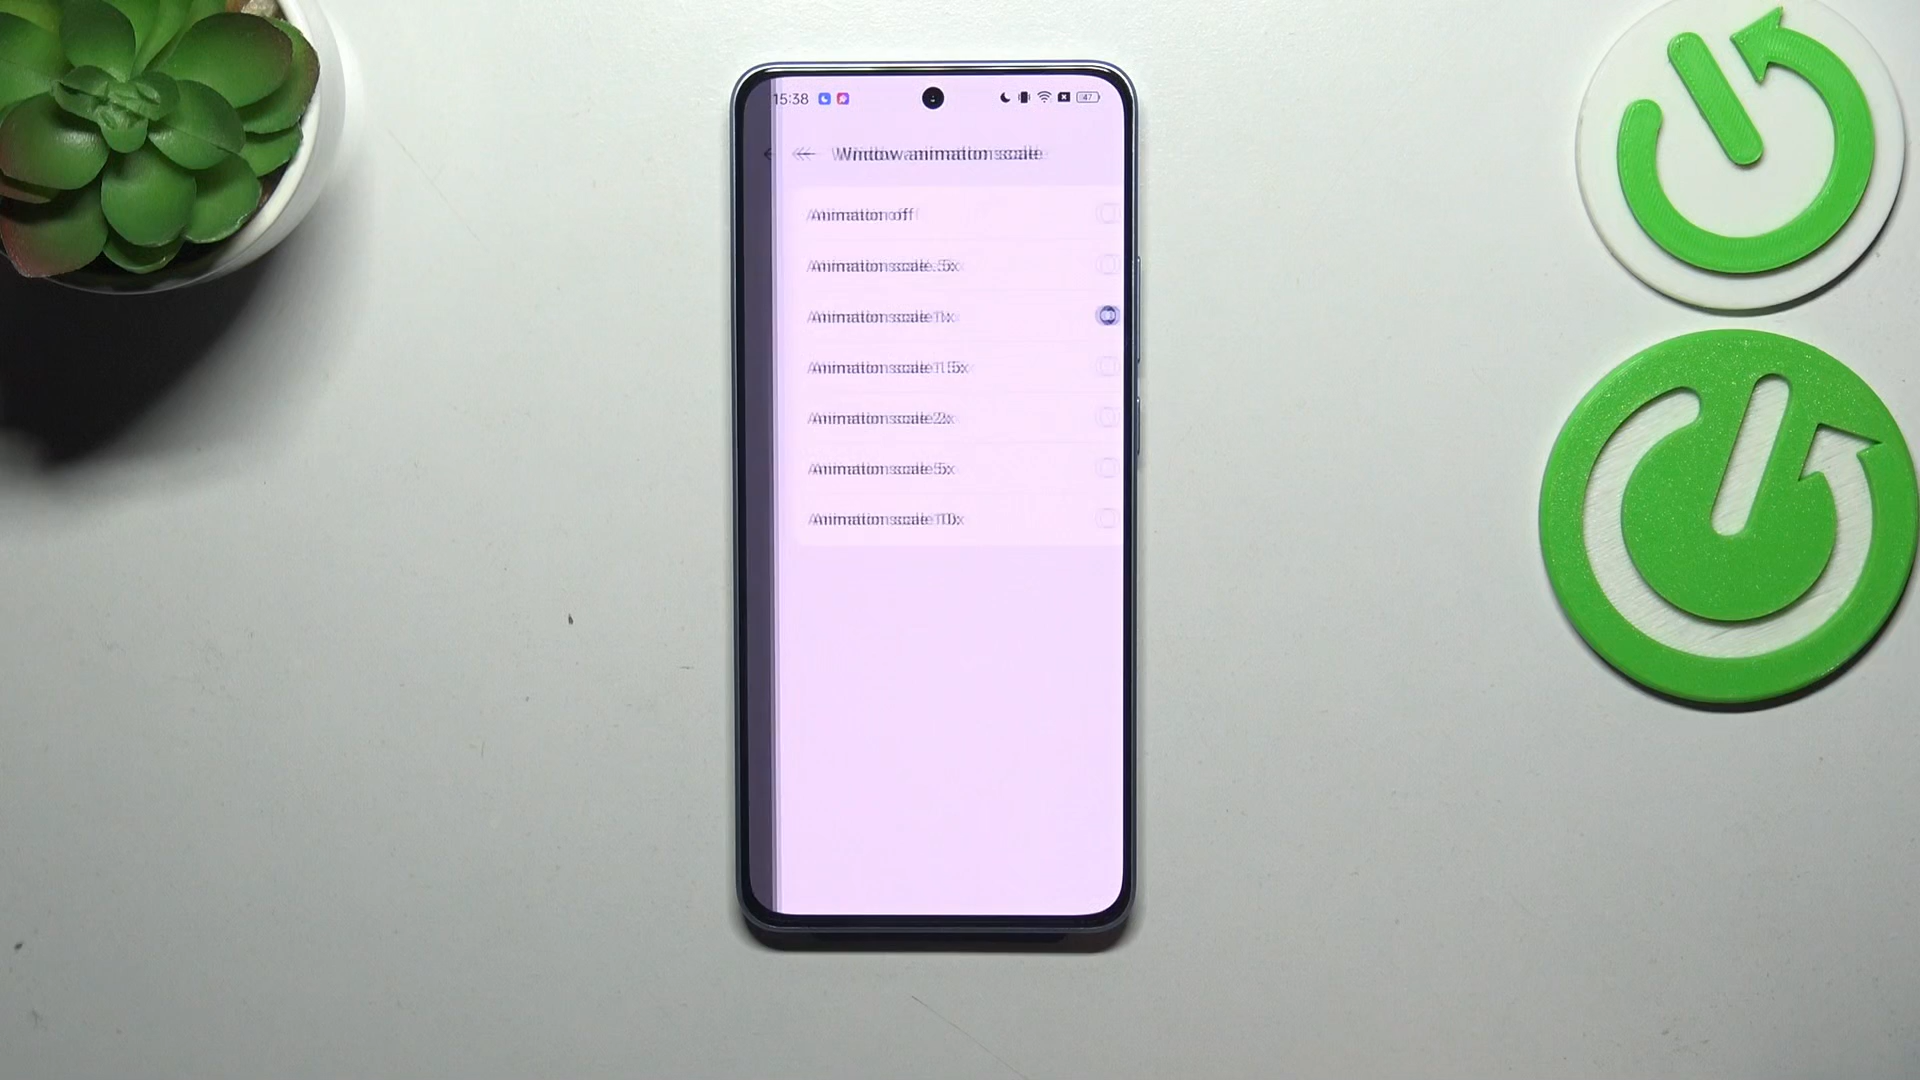 15:38
47
Window animation scale
Animation off
Animation scale .5x
Animation scale 1x
Animation scale 1.5x
Animation scale 2x
Animation scale 5x
Animation scale 10x